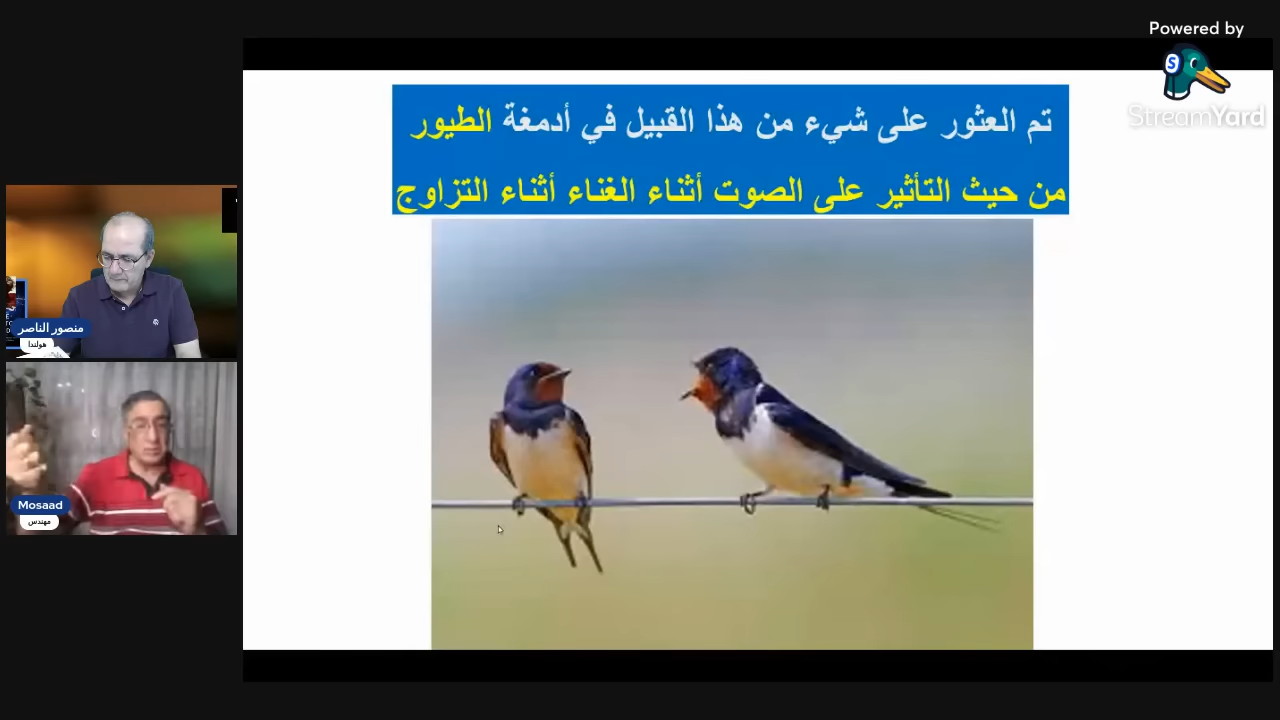 Powered by
StreamYard
تم العثور على شيء من هذا القبيل في أدمغة الطيور
من حيث التأثير على الصوت أثناء الغناء أثناء التزاوج
منصور الناصر
هولندا
Mosaad
مهندس